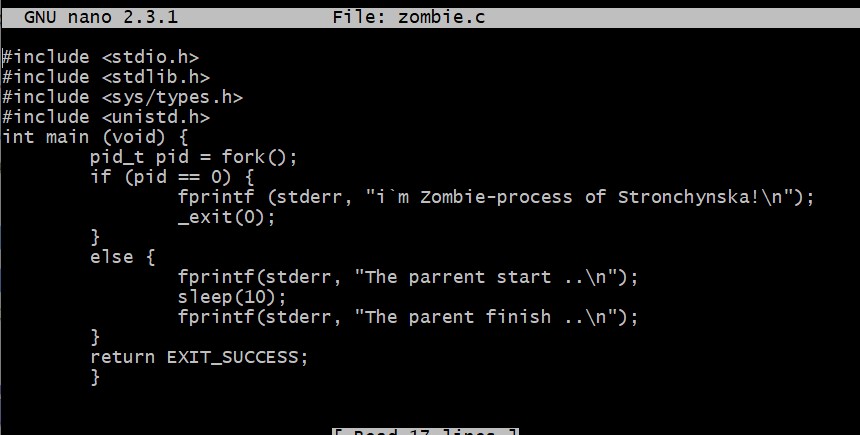 GNU nano 2.3.1 File: zombie.c
#include <stdio.h>
#include <stdlib.h>
#include <sys/types.h>
#include <unistd.h>
int main (void) {
pid_t pid = fork();
if (pid == 0) {
fprintf (stderr, "i`m Zombie-process of Stronchynska!\n");
_exit(0);
}
else {
fprintf(stderr, "The parrent start ..\n");
sleep(10);
fprintf(stderr, "The parent finish ..\n");
}
return EXIT_SUCCESS;
}
[ Read 17 lines ]